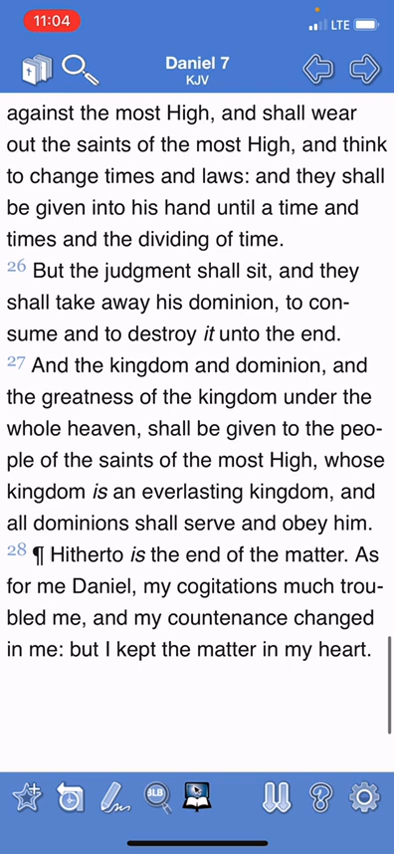 11:04
LTE
Daniel 7
KJV
against the most High, and shall wear
out the saints of the most High, and think
to change times and laws: and they shall
be given into his hand until a time and
times and the dividing of time.
26 But the judgment shall sit, and they
shall take away his dominion, to con-
sume and to destroy it unto the end.
27 And the kingdom and dominion, and
the greatness of the kingdom under the
whole heaven, shall be given to the peo-
ple of the saints of the most High, whose
kingdom is an everlasting kingdom, and
all dominions shall serve and obey him.
28 ¶ Hitherto is the end of the matter. As
for me Daniel, my cogitations much trou-
bled me, and my countenance changed
in me: but I kept the matter in my heart.
BLB